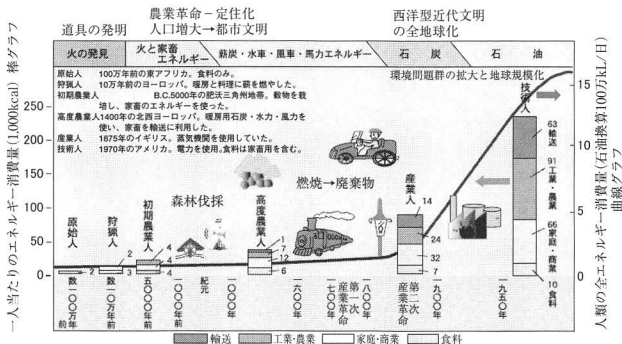 道具の発明
農業革命－定住化
人口増大→都市文明
西洋型近代文明
の全地球化
火の発見
火と家畜
エネルギー
薪炭・水車・風車・馬力エネルギー
石　炭
石　油
原始人　100万年前の東アフリカ。食料のみ。
狩猟人　10万年前のヨーロッパ。暖房と料理に薪を燃やした。
初期農業人　B.C.5000年の肥沃三角州地帯。穀物を栽
培し、家畜のエネルギーを使った。
高度農業人1400年の北西ヨーロッパ。暖房用石炭・水力・風力を
使い、家畜を輸送に利用した。
産業人　1875年のイギリス。蒸気機関を使用していた。
技術人　1970年のアメリカ。電力を使用。食料は家畜用を含む。
環境問題群の拡大と地球規模化
一人当たりのエネルギー消費量(1,000kcal) 棒グラフ
250
200
150
100
50
0
人類の全エネルギー消費量(石油換算100万kL/日)
曲線グラフ
15
10
5
0
原始人
2
狩猟人
2
3
初期農業人
4
4
4
森林伐採
高度農業人
1
7
12
6
燃焼→廃棄物
産業人
14
24
32
7
技術人
63輸送
91工業・農業
66家庭・商業
10食料
数一〇〇万年前
数一〇万年前
五〇〇〇年前
一〇〇〇年前
紀元
一〇〇〇年
一六〇〇年
一七〇〇年
第一次産業革命
一八〇〇年
第二次産業革命
一九〇〇年
一九五〇年
輸送
工業・農業
家庭・商業
食料